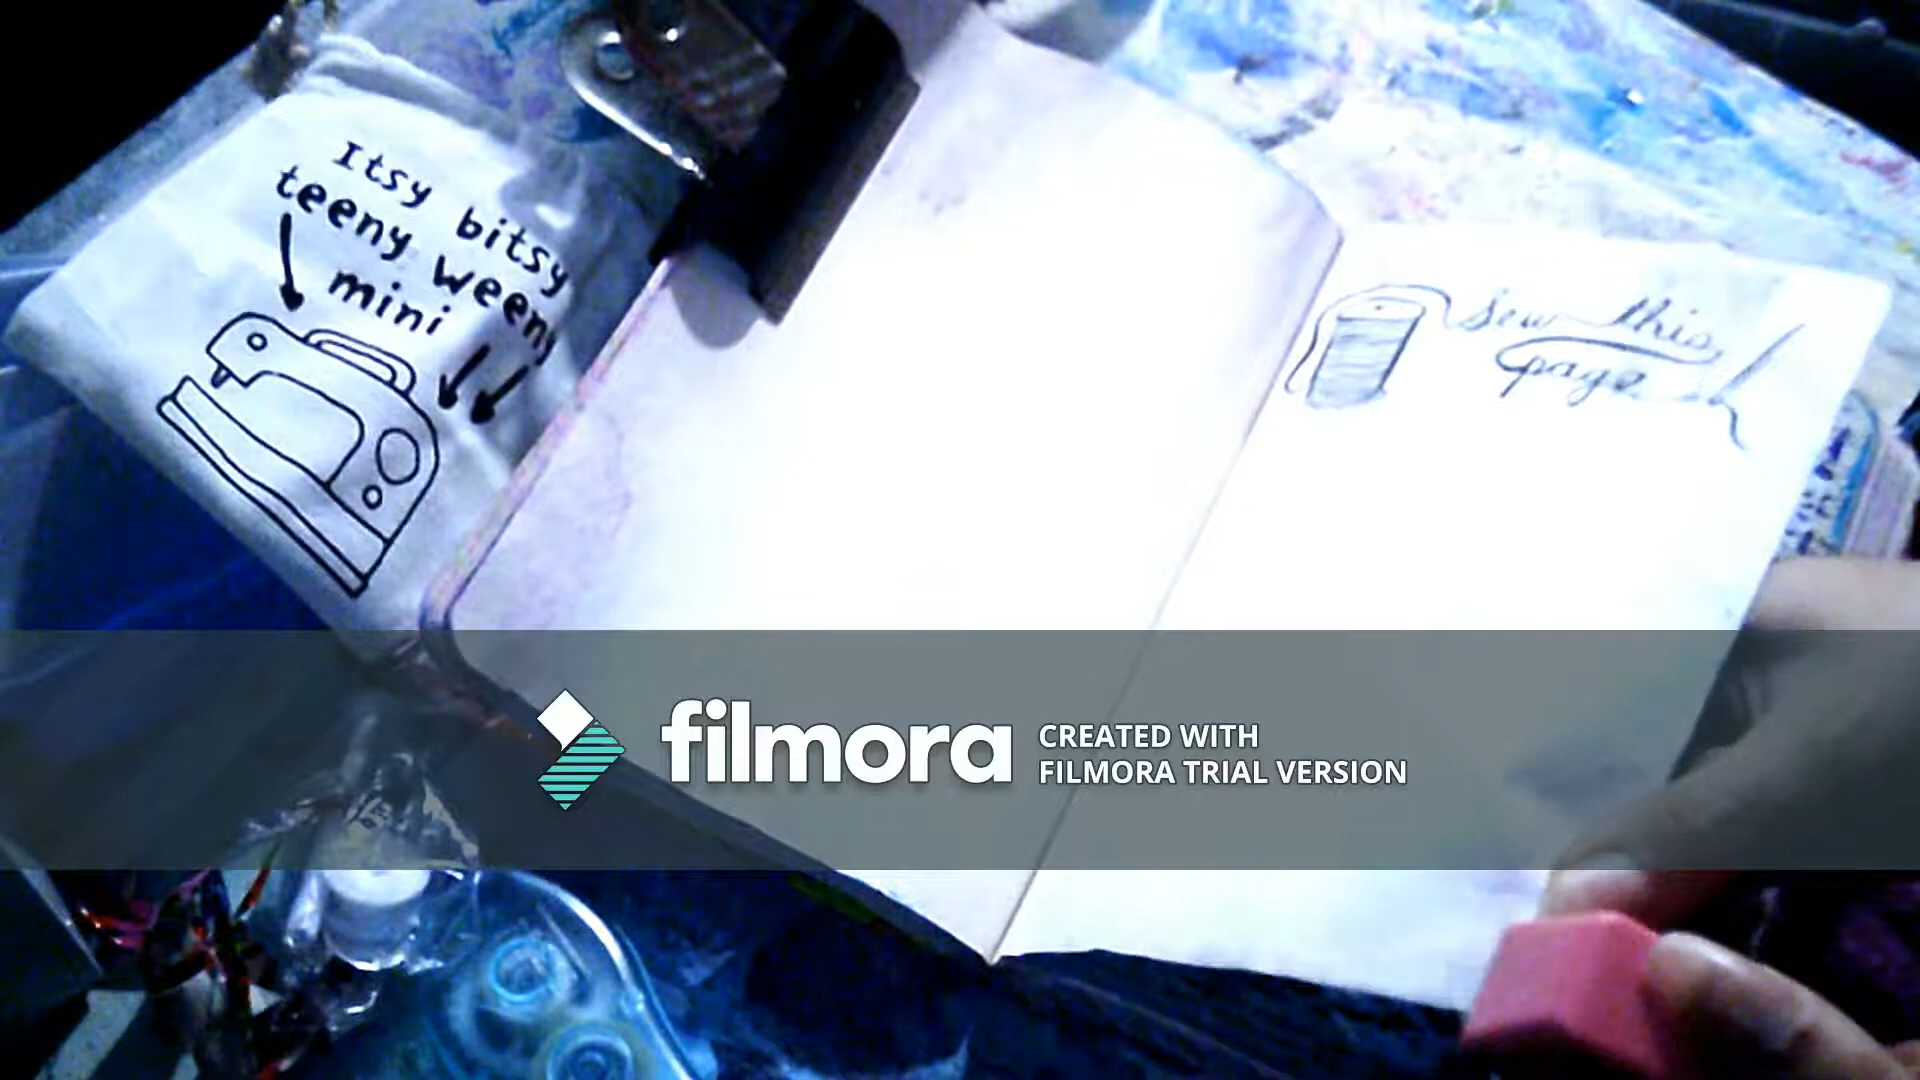 Itsy bitsy
teeny weeny
mini
Sew this
page
filmora
CREATED WITH
FILMORA TRIAL VERSION